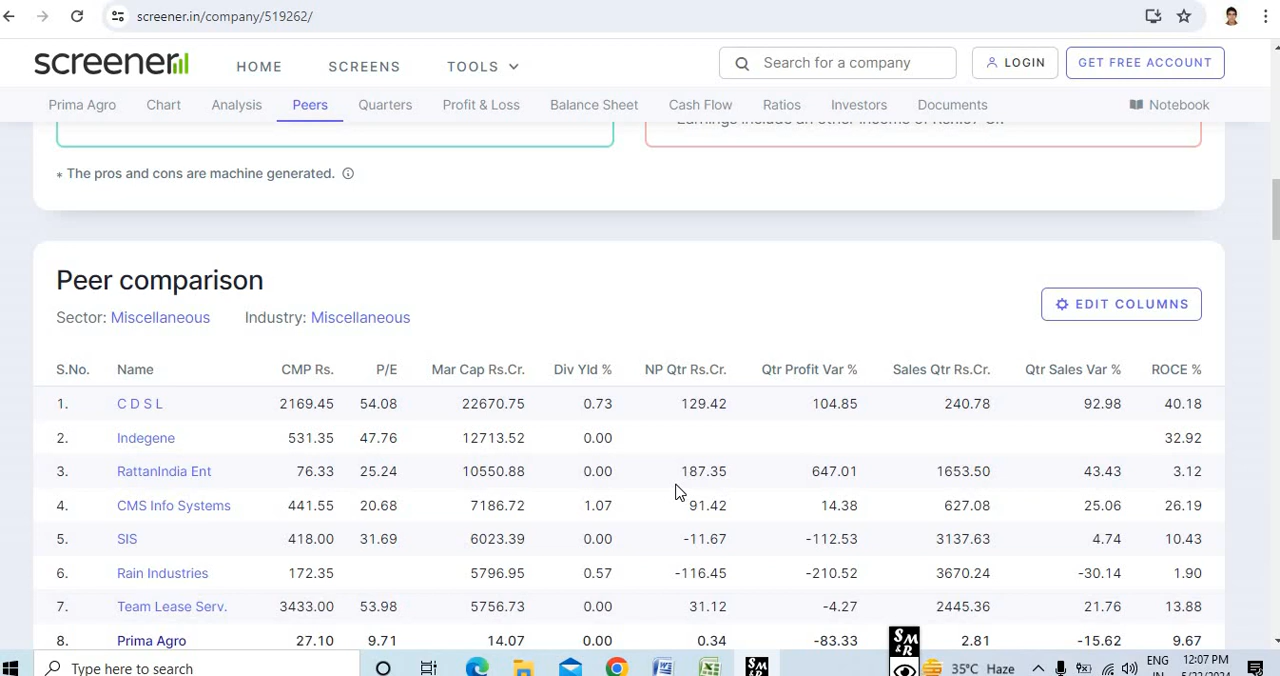 screener.in/company/519262/
screener HOME SCREENS TOOLS Search for a company LOGIN GET FREE ACCOUNT
Prima Agro Chart Analysis Peers Quarters Profit & Loss Balance Sheet Cash Flow Ratios Investors Documents Notebook
* The pros and cons are machine generated.
Peer comparison
EDIT COLUMNS
Sector: Miscellaneous Industry: Miscellaneous
S.No. Name CMP Rs. P/E Mar Cap Rs.Cr. Div Yld % NP Qtr Rs.Cr. Qtr Profit Var % Sales Qtr Rs.Cr. Qtr Sales Var % ROCE %
1. C D S L 2169.45 54.08 22670.75 0.73 129.42 104.85 240.78 92.98 40.18
2. Indegene 531.35 47.76 12713.52 0.00 32.92
3. RattanIndia Ent 76.33 25.24 10550.88 0.00 187.35 647.01 1653.50 43.43 3.12
4. CMS Info Systems 441.55 20.68 7186.72 1.07 91.42 14.38 627.08 25.06 26.19
5. SIS 418.00 31.69 6023.39 0.00 -11.67 -112.53 3137.63 4.74 10.43
6. Rain Industries 172.35 5796.95 0.57 -116.45 -210.52 3670.24 -30.14 1.90
7. Team Lease Serv. 3433.00 53.98 5756.73 0.00 31.12 -4.27 2445.36 21.76 13.88
8. Prima Agro 27.10 9.71 14.07 0.00 0.34 -83.33 2.81 -15.62 9.67
Type here to search 35°C Haze ENG 12:07 PM